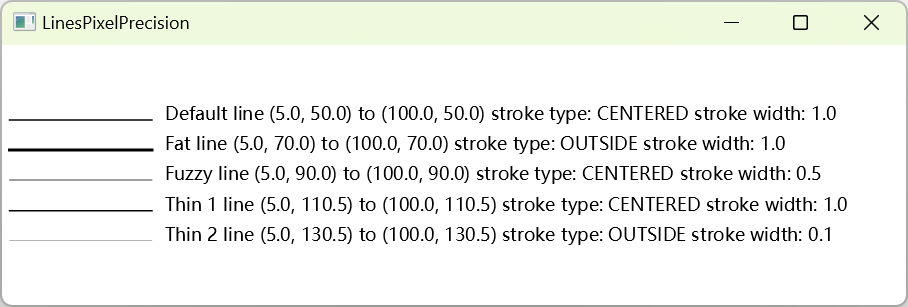 LinesPixelPrecision
Default line (5.0, 50.0) to (100.0, 50.0) stroke type: CENTERED stroke width: 1.0
Fat line (5.0, 70.0) to (100.0, 70.0) stroke type: OUTSIDE stroke width: 1.0
Fuzzy line (5.0, 90.0) to (100.0, 90.0) stroke type: CENTERED stroke width: 0.5
Thin 1 line (5.0, 110.5) to (100.0, 110.5) stroke type: CENTERED stroke width: 1.0
Thin 2 line (5.0, 130.5) to (100.0, 130.5) stroke type: OUTSIDE stroke width: 0.1